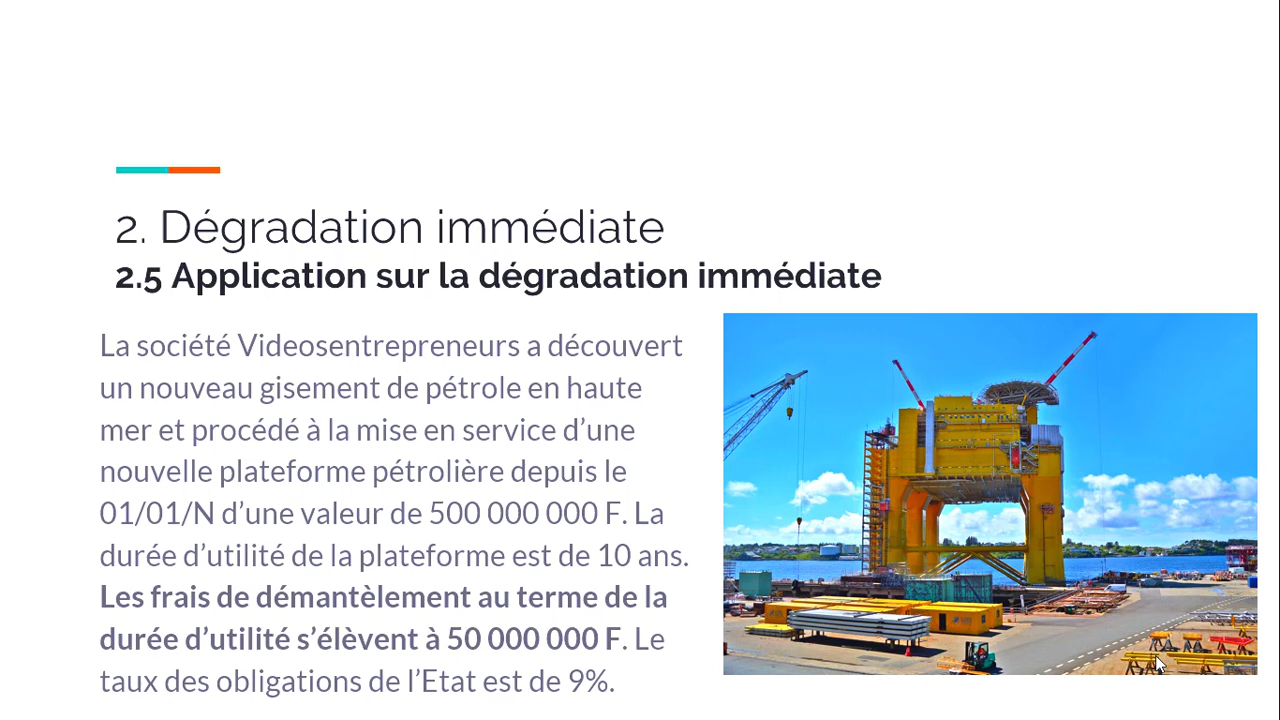 2. Dégradation immédiate
2.5 Application sur la dégradation immédiate
La société Videosentrepreneurs a découvert
un nouveau gisement de pétrole en haute
mer et procédé à la mise en service d’une
nouvelle plateforme pétrolière depuis le
01/01/N d’une valeur de 500 000 000 F. La
durée d’utilité de la plateforme est de 10 ans.
Les frais de démantèlement au terme de la
durée d’utilité s’élèvent à 50 000 000 F. Le
taux des obligations de l’Etat est de 9%.